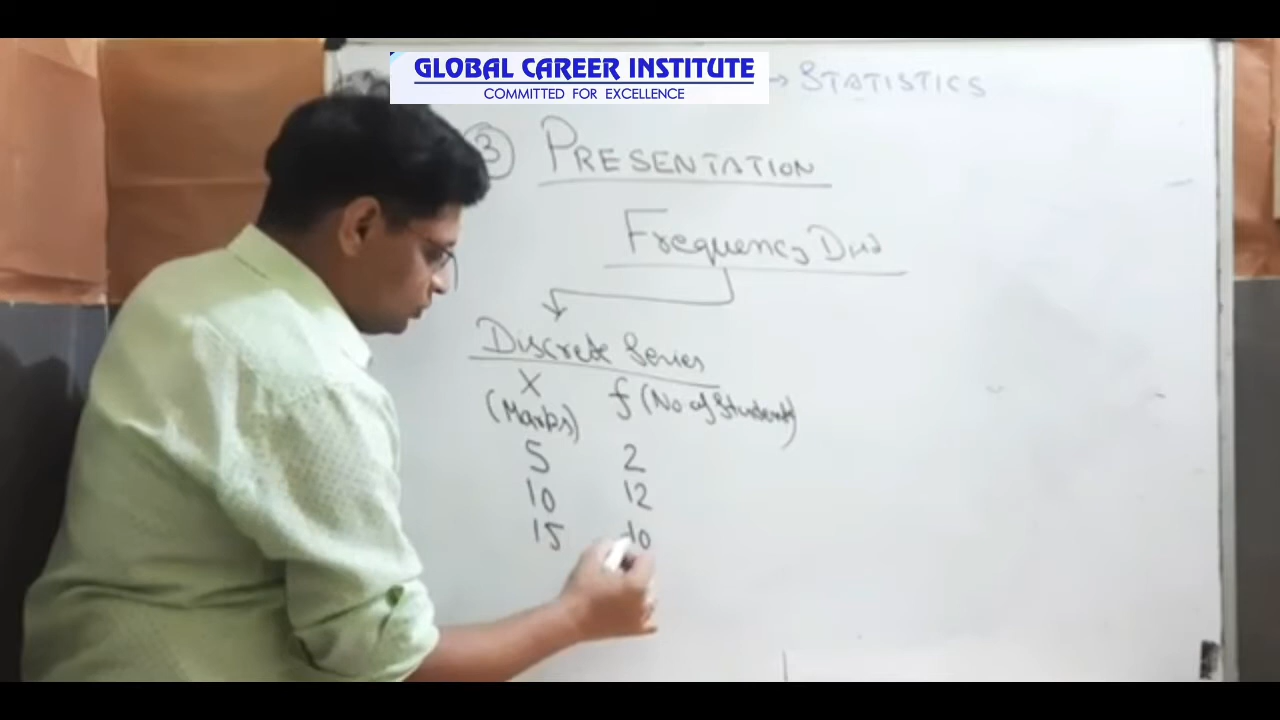 GLOBAL CAREER INSTITUTE
COMMITTED FOR EXCELLENCE
→ STATISTICS
③ PRESENTATION
Frequency
Discrete Series
X f (No of Students)
(Marks)
5 2
10 12
15 10